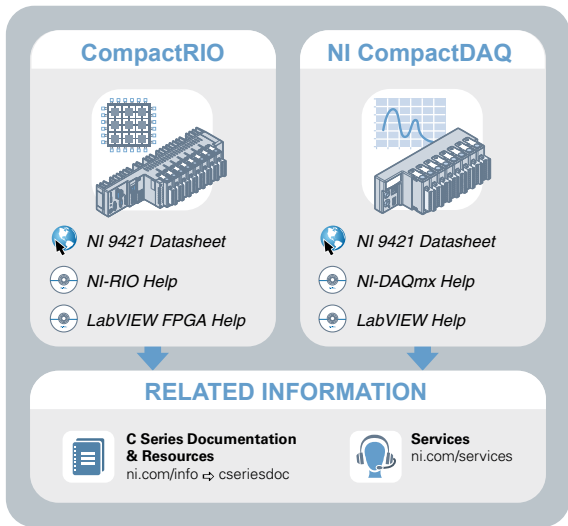 CompactRIO
NI 9421 Datasheet
NI-RIO Help
LabVIEW FPGA Help
NI CompactDAQ
NI 9421 Datasheet
NI-DAQmx Help
LabVIEW Help
RELATED INFORMATION
C Series Documentation
& Resources
ni.com/info ⇨ cseriesdoc
Services
ni.com/services